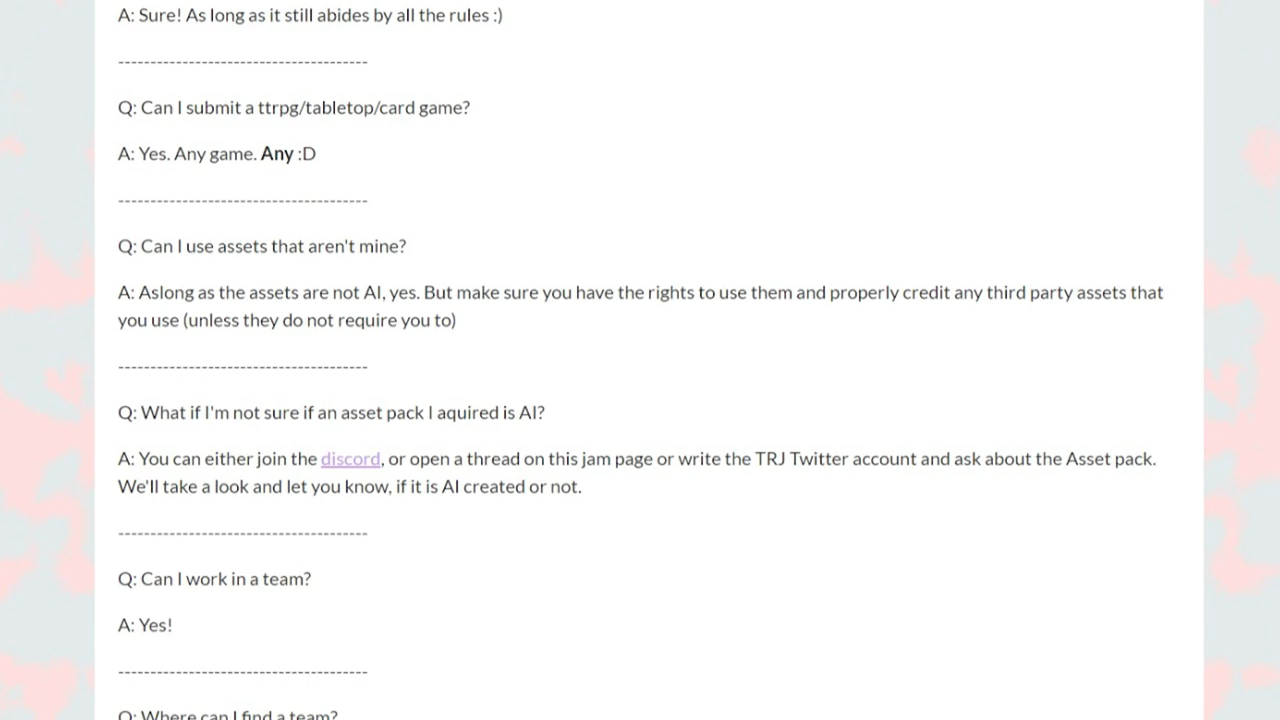 A: Sure! As long as it still abides by all the rules :)
---------------------------------------
Q: Can I submit a ttrpg/tabletop/card game?
A: Yes. Any game. Any :D
---------------------------------------
Q: Can I use assets that aren't mine?
A: Aslong as the assets are not AI, yes. But make sure you have the rights to use them and properly credit any third party assets that
you use (unless they do not require you to)
---------------------------------------
Q: What if I'm not sure if an asset pack I aquired is AI?
A: You can either join the discord, or open a thread on this jam page or write the TRJ Twitter account and ask about the Asset pack.
We'll take a look and let you know, if it is AI created or not.
---------------------------------------
Q: Can I work in a team?
A: Yes!
---------------------------------------
Q: Where can I find a team?